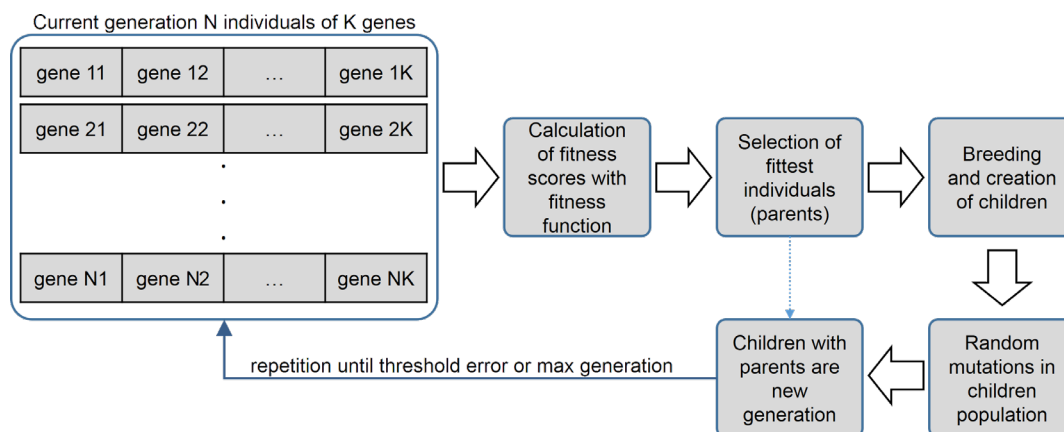 Current generation N individuals of K genes
gene 11 gene 12 … gene 1K
gene 21 gene 22 … gene 2K
.
.
.
gene N1 gene N2 … gene NK
Calculation
of fitness
scores with
fitness
function
Selection of
fittest
individuals
(parents)
Breeding
and creation
of children
Random
mutations in
children
population
Children with
parents are
new
generation
repetition until threshold error or max generation